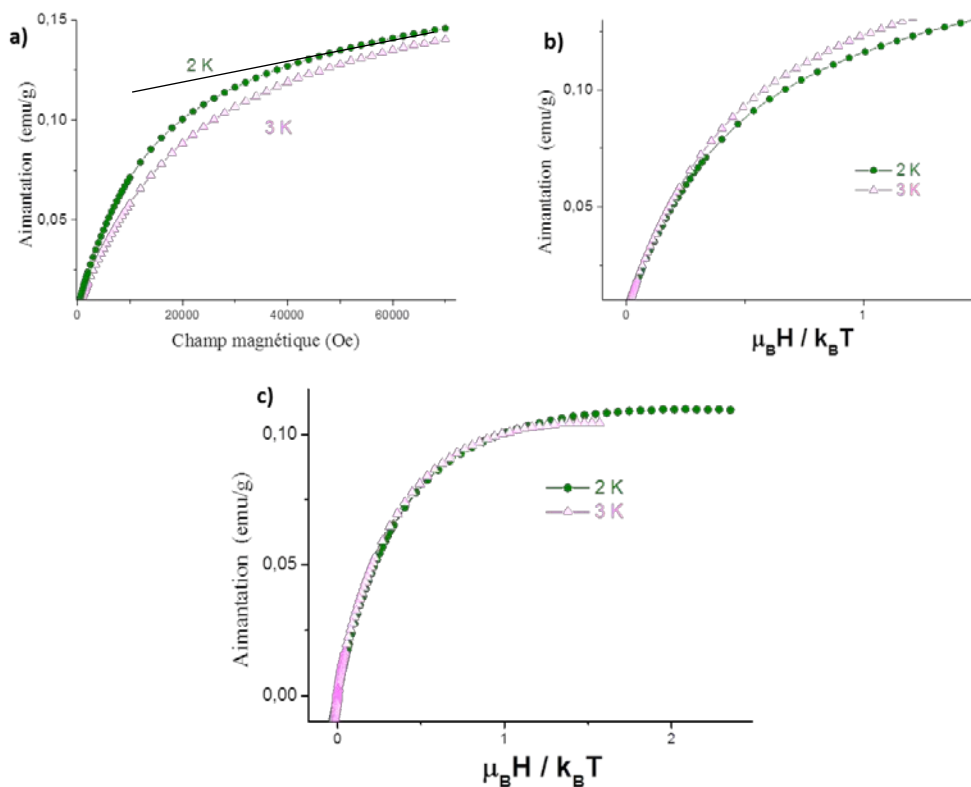 a)
0,15
0,10
0,05
Aimantation (emu/g)
2 K
3 K
0
20000
40000
60000
Champ magnétique (Oe)
b)
0,10
0,05
Aimantation (emu/g)
2 K
3 K
0
1
μBH / kBT
c)
0,10
0,05
0,00
Aimantation (emu/g)
2 K
3 K
0
1
2
μBH / kBT